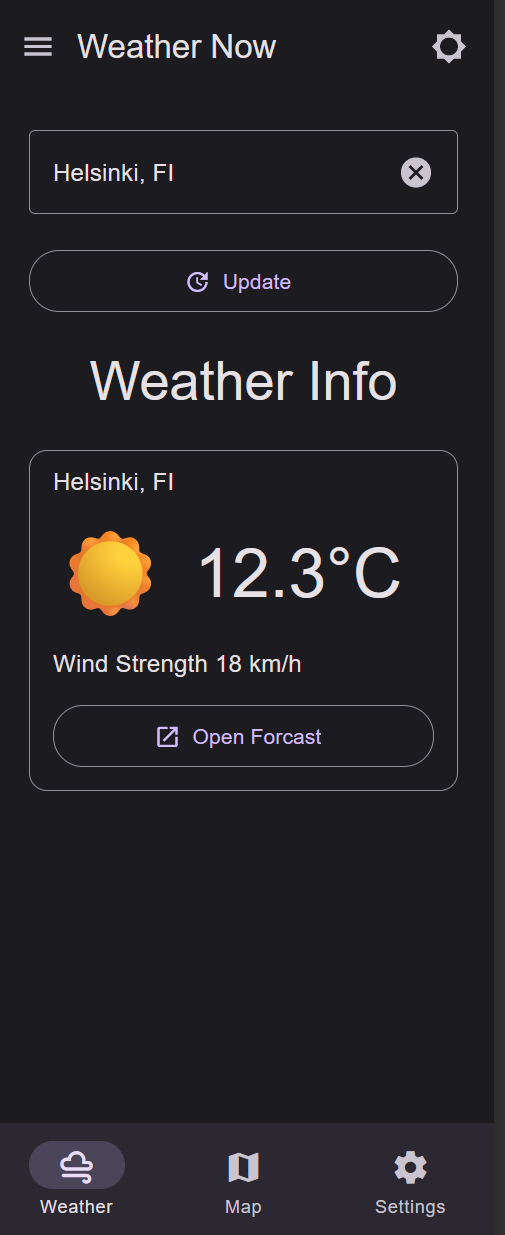 Weather Now
Helsinki, FI
Update
Weather Info
Helsinki, FI
12.3°C
Wind Strength 18 km/h
Open Forcast
Weather
Map
Settings